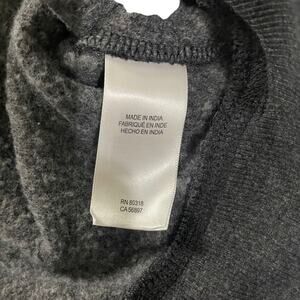 MADE IN INDIA
FABRIQUÉ EN INDE
HECHO EN INDIA
RN 80318
CA 56897